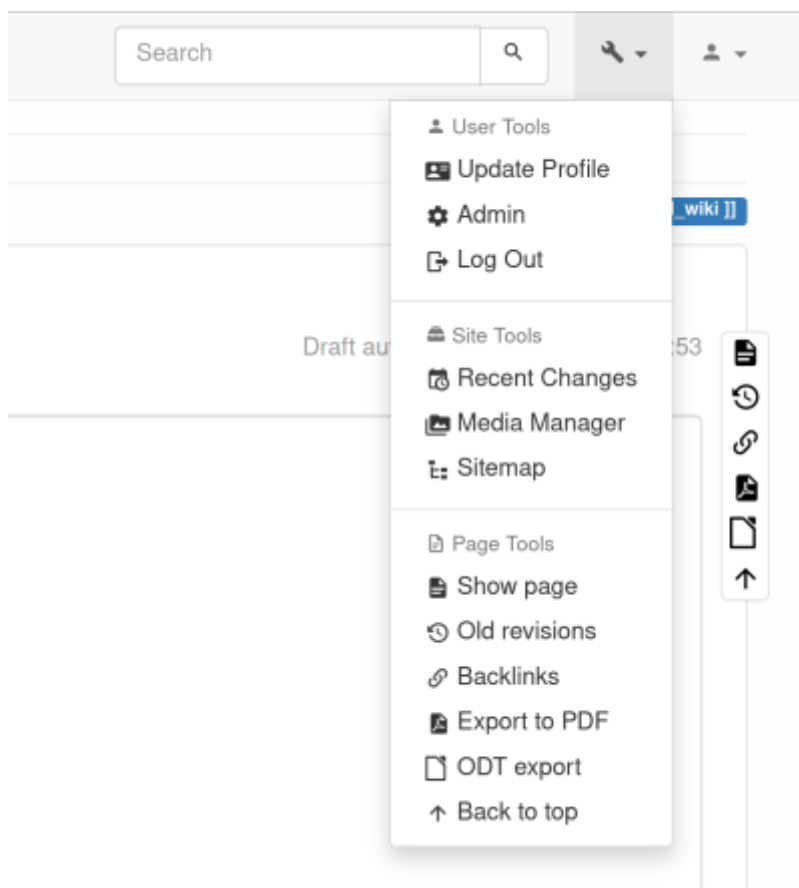 Search
User Tools
Update Profile
Admin
_wiki ]]
Log Out
Site Tools
Draft au
:53
Recent Changes
Media Manager
Sitemap
Page Tools
Show page
Old revisions
Backlinks
Export to PDF
ODT export
Back to top